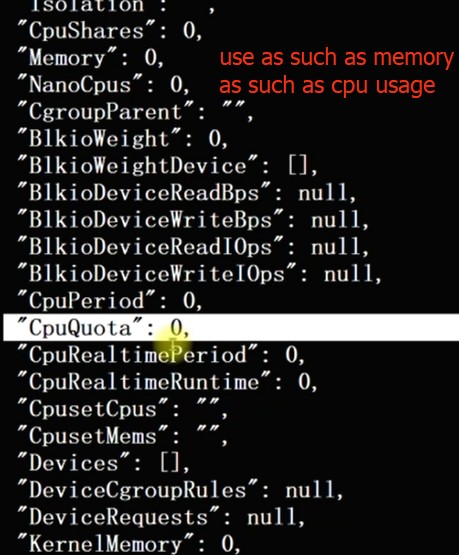 "Isolation": "",
"CpuShares": 0,
"Memory": 0,
use as such as memory
"NanoCpus": 0,
as such as cpu usage
"CgroupParent": "",
"BlkioWeight": 0,
"BlkioWeightDevice": [],
"BlkioDeviceReadBps": null,
"BlkioDeviceWriteBps": null,
"BlkioDeviceReadIOps": null,
"BlkioDeviceWriteIOps": null,
"CpuPeriod": 0,
"CpuQuota": 0,
"CpuRealtimePeriod": 0,
"CpuRealtimeRuntime": 0,
"CpusetCpus": "",
"CpusetMems": "",
"Devices": [],
"DeviceCgroupRules": null,
"DeviceRequests": null,
"KernelMemory": 0,